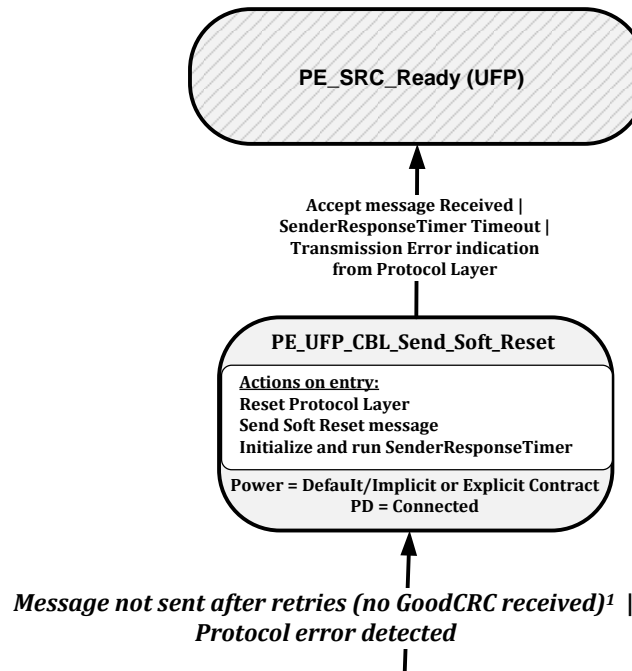 PE_SRC_Ready (UFP)
Accept message Received |
SenderResponseTimer Timeout |
Transmission Error indication
from Protocol Layer
PE_UFP_CBL_Send_Soft_Reset
Actions on entry:
Reset Protocol Layer
Send Soft Reset message
Initialize and run SenderResponseTimer
Power = Default/Implicit or Explicit Contract
PD = Connected
Message not sent after retries (no GoodCRC received)¹ |
Protocol error detected